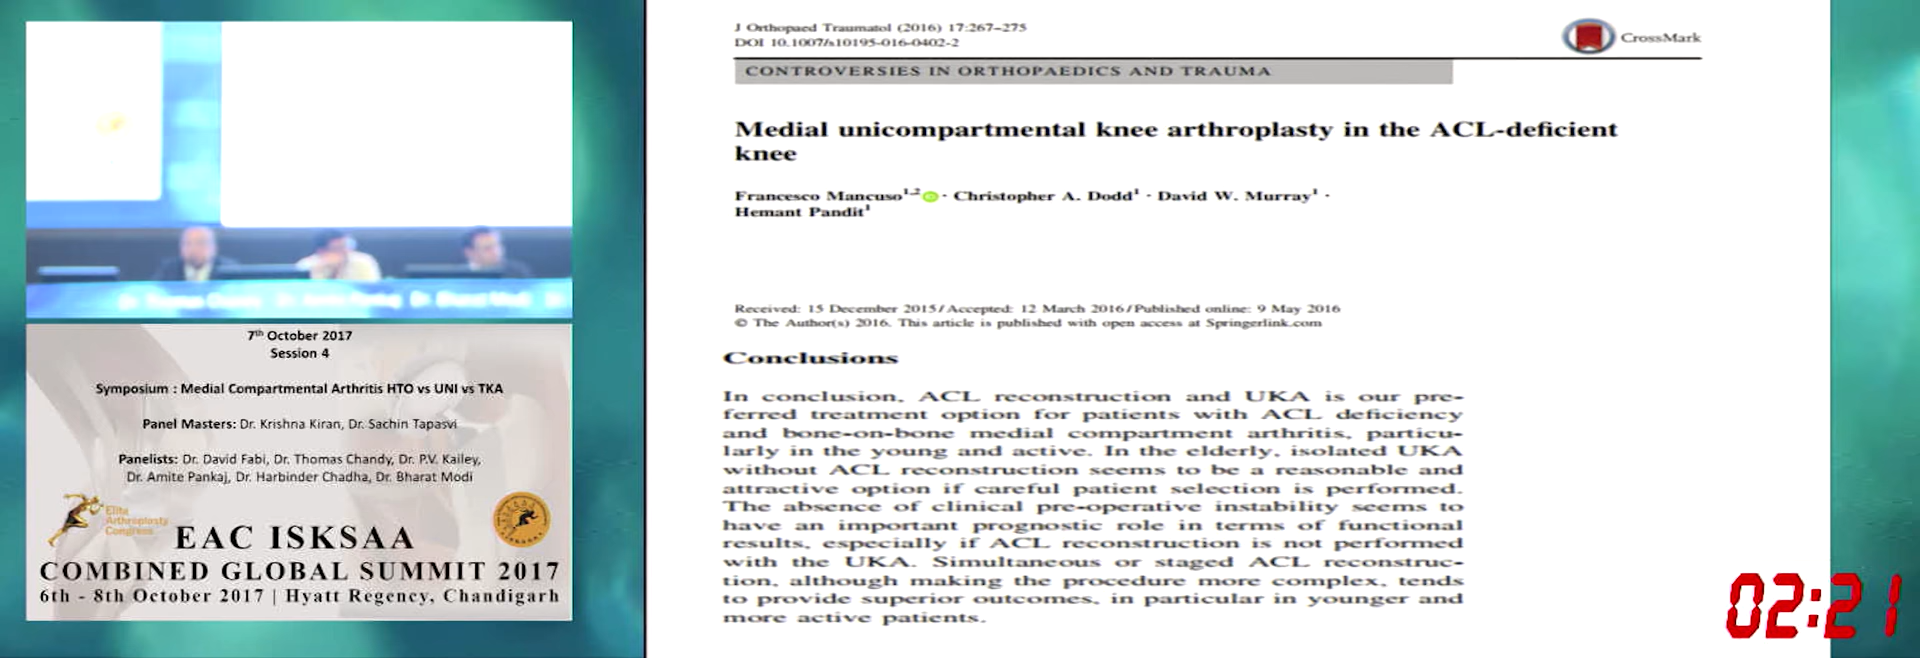 Dr. Bharat Modi
7th October 2017
Session 4
Symposium : Medial Compartmental Arthritis HTO vs UNI vs TKA
Panel Masters: Dr. Krishna Kiran, Dr. Sachin Tapasvi
Panelists: Dr. David Fabi, Dr. Thomas Chandy, Dr. P.V. Kailey,
Dr. Amite Pankaj, Dr. Harbinder Chadha, Dr. Bharat Modi
Elite
Arthroplasty
Congress
EAC ISKSAA
COMBINED GLOBAL SUMMIT 2017
6th - 8th October 2017 | Hyatt Regency, Chandigarh
J Orthopaed Traumatol (2016) 17:267–275
DOI 10.1007/s10195-016-0402-2
CrossMark
CONTROVERSIES IN ORTHOPAEDICS AND TRAUMA
Medial unicompartmental knee arthroplasty in the ACL-deficient
knee
Francesco Mancuso1,2 · Christopher A. Dodd1 · David W. Murray1 ·
Hemant Pandit1
Received: 15 December 2015 / Accepted: 12 March 2016 / Published online: 9 May 2016
© The Author(s) 2016. This article is published with open access at Springerlink.com
Conclusions
In conclusion, ACL reconstruction and UKA is our pre-
ferred treatment option for patients with ACL deficiency
and bone-on-bone medial compartment arthritis, particu-
larly in the young and active. In the elderly, isolated UKA
without ACL reconstruction seems to be a reasonable and
attractive option if careful patient selection is performed.
The absence of clinical pre-operative instability seems to
have an important prognostic role in terms of functional
results, especially if ACL reconstruction is not performed
with the UKA. Simultaneous or staged ACL reconstruc-
tion, although making the procedure more complex, tends
to provide superior outcomes, in particular in younger and
more active patients.
02:21